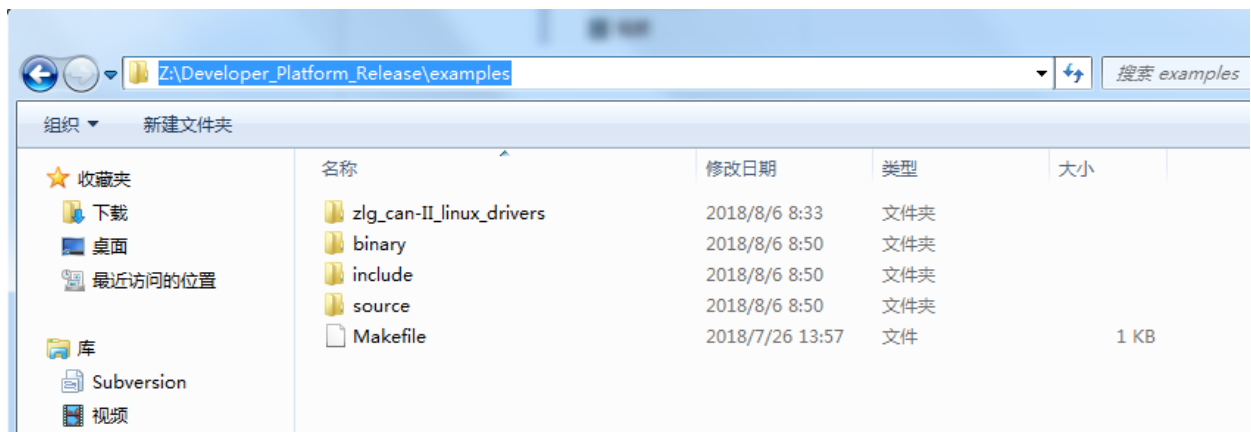 Z:\Developer_Platform_Release\examples
搜索 examples
组织 新建文件夹
收藏夹
下载
桌面
最近访问的位置
库
Subversion
视频
名称 修改日期 类型 大小
zlg_can-II_linux_drivers 2018/8/6 8:33 文件夹
binary 2018/8/6 8:50 文件夹
include 2018/8/6 8:50 文件夹
source 2018/8/6 8:50 文件夹
Makefile 2018/7/26 13:57 文件 1 KB